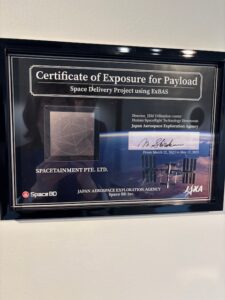 Certificate of Exposure for Payload
Space Delivery Project using ExBAS
Director, JEM Utilization Center
Human Spaceflight Technology Directorate
Japan Aerospace Exploration Agency
SPACETAINMENT PTE. LTD.
Space BD
JAPAN AEROSPACE EXPLORATION AGENCY
Space BD Inc.
JAXA